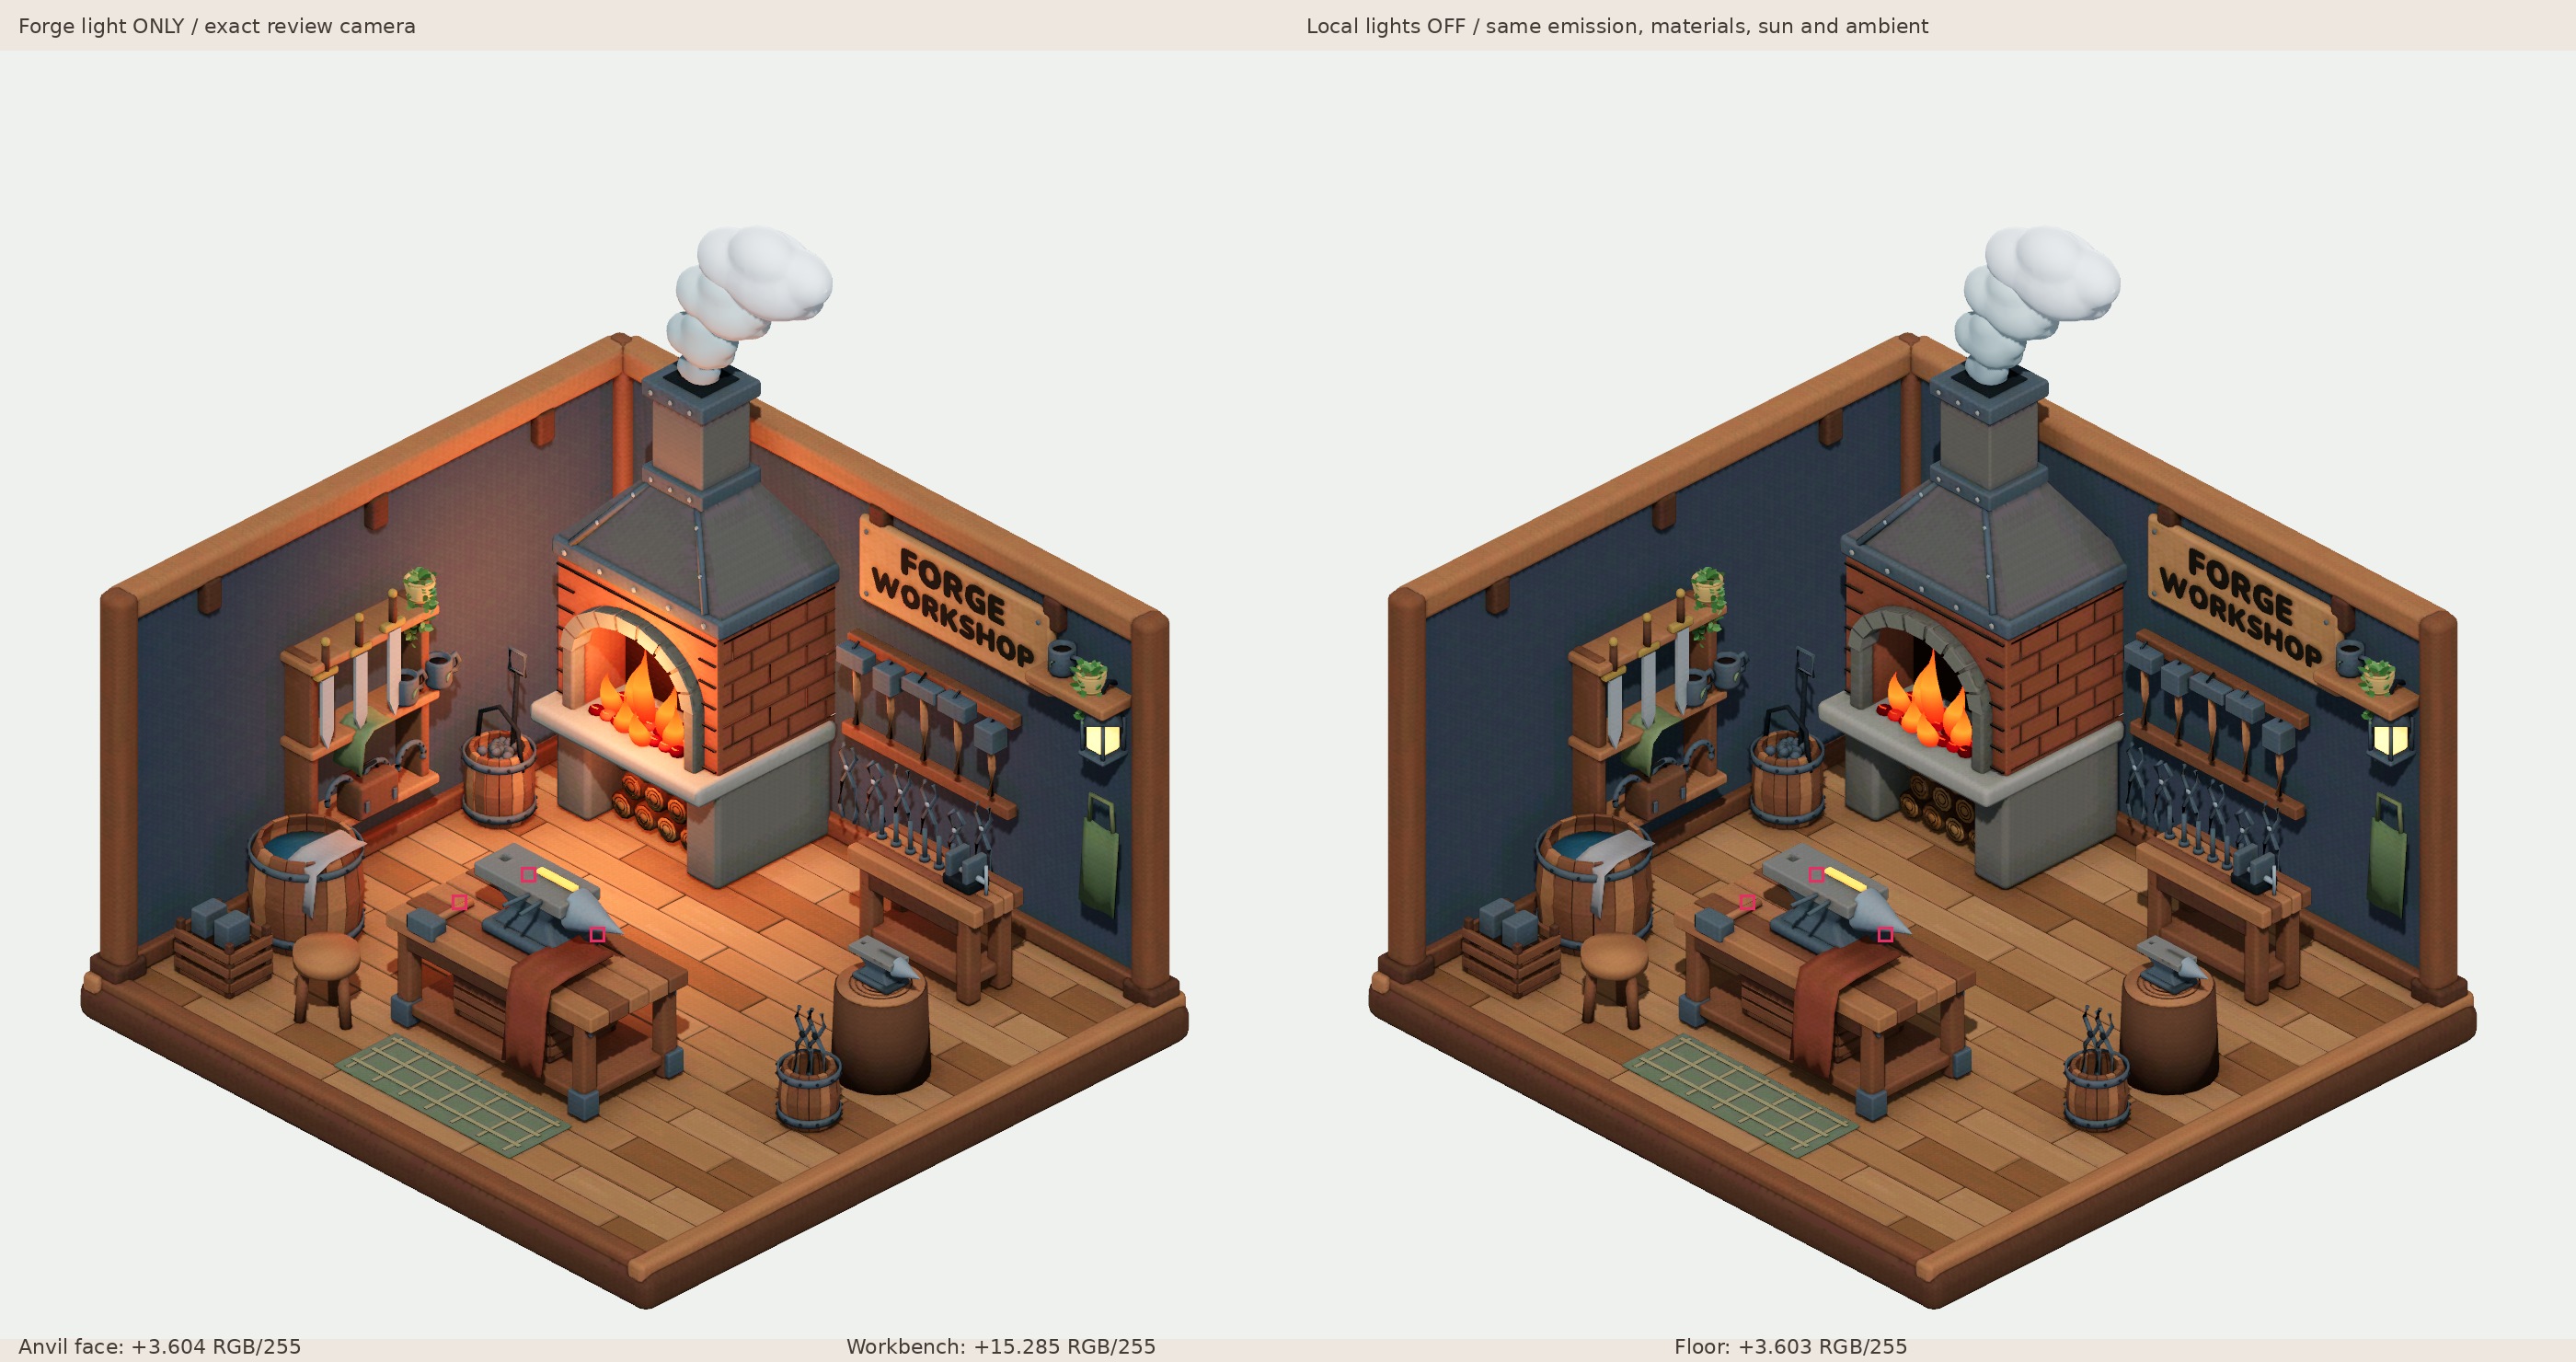 Forge light ONLY / exact review camera
Local lights OFF / same emission, materials, sun and ambient
FORGE
WORKSHOP
FORGE
WORKSHOP
Anvil face: +3.604 RGB/255
Workbench: +15.285 RGB/255
Floor: +3.603 RGB/255